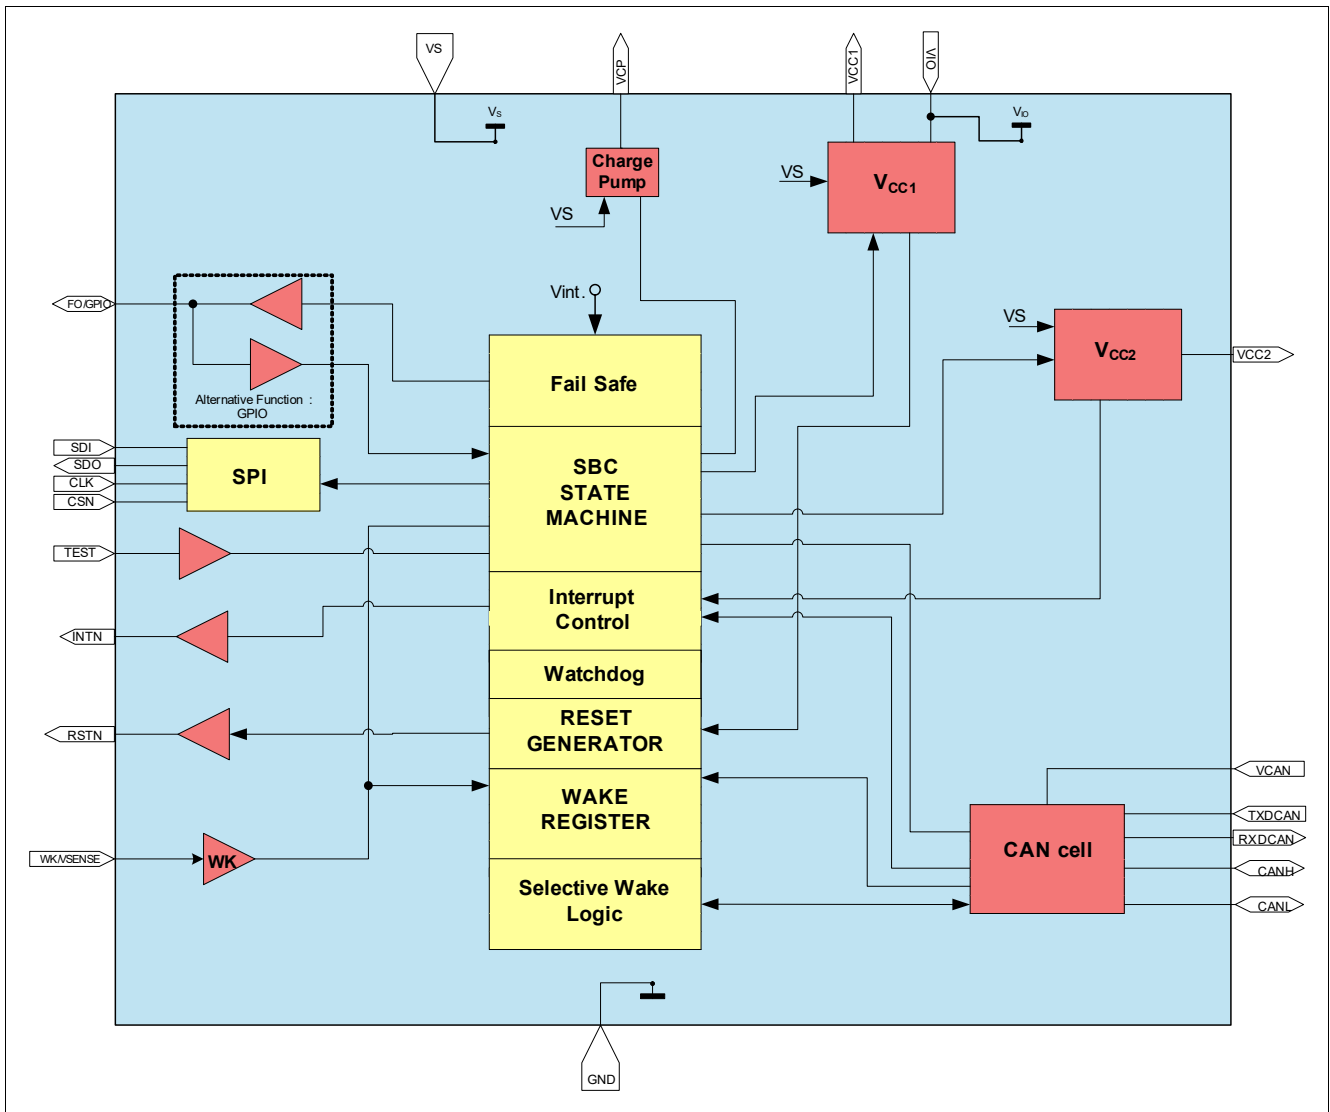 VS
VCP
VCC1
VIO
VS
VIO
Charge
Pump
VS
VS
VCC1
FO/GPIO
Vint.
VS
VCC2
VCC2
Alternative Function :
GPIO
Fail Safe
SDI
SDO
CLK
CSN
SPI
SBC
STATE
MACHINE
TEST
Interrupt
Control
INTN
Watchdog
RSTN
RESET
GENERATOR
VCAN
WAKE
REGISTER
TXDCAN
RXDCAN
CAN cell
WK/VSENSE
WK
CANH
Selective Wake
Logic
CANL
GND